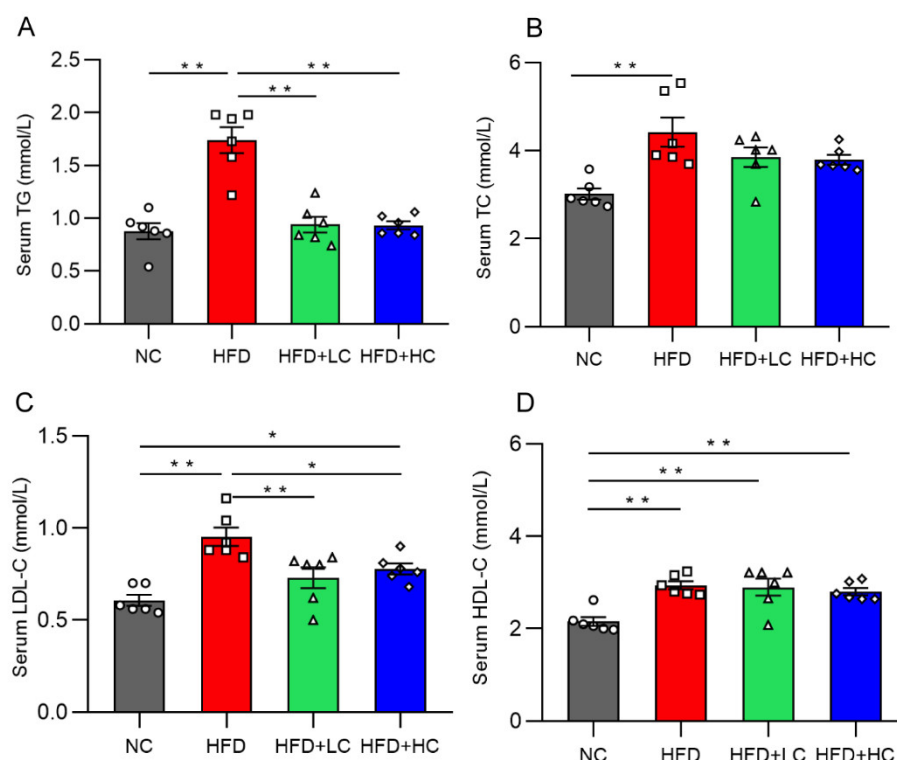 A
Serum TG (mmol/L)
2.5
2.0
1.5
1.0
0.5
0.0
* *
* *
* *
NC HFD HFD+LC HFD+HC
B
Serum TC (mmol/L)
6
4
2
0
* *
NC HFD HFD+LC HFD+HC
C
Serum LDL-C (mmol/L)
1.5
1.0
0.5
0.0
*
* *
*
* *
NC HFD HFD+LC HFD+HC
D
Serum HDL-C (mmol/L)
6
4
2
0
* *
* *
* *
NC HFD HFD+LC HFD+HC